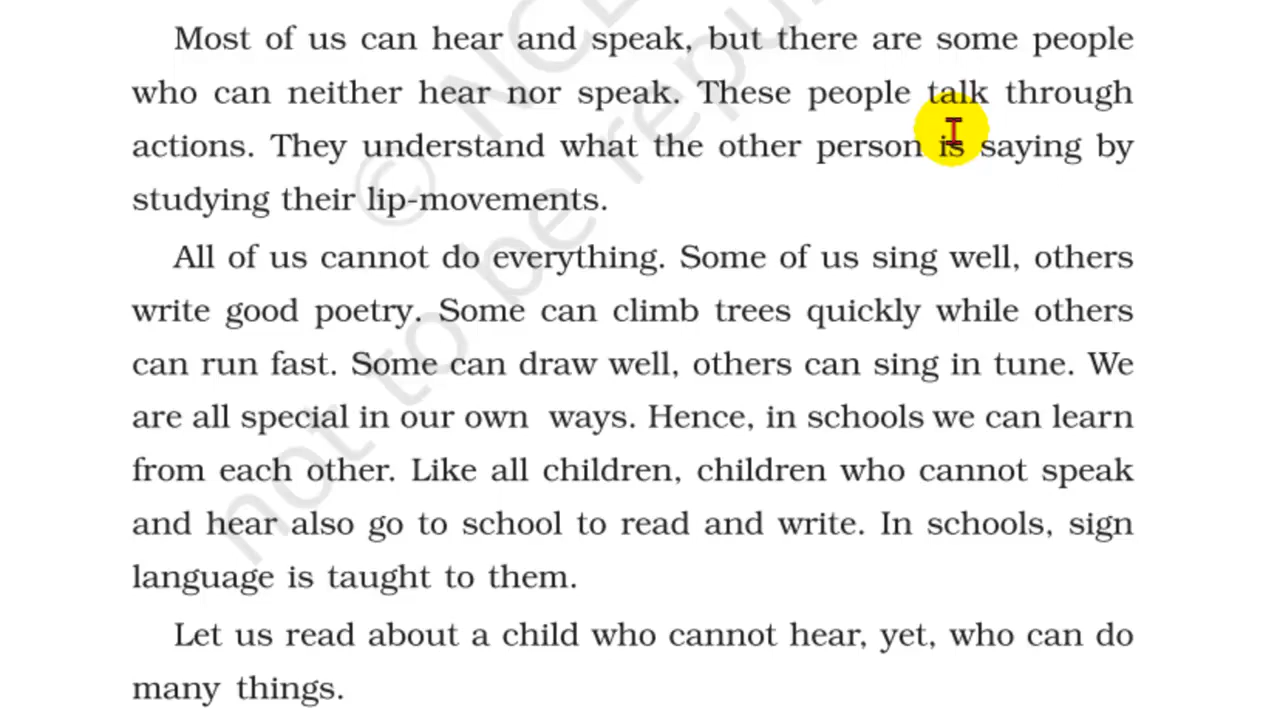 Most of us can hear and speak, but there are some people
who can neither hear nor speak. These people talk through
actions. They understand what the other person is saying by
studying their lip-movements.
All of us cannot do everything. Some of us sing well, others
write good poetry. Some can climb trees quickly while others
can run fast. Some can draw well, others can sing in tune. We
are all special in our own ways. Hence, in schools we can learn
from each other. Like all children, children who cannot speak
and hear also go to school to read and write. In schools, sign
language is taught to them.
Let us read about a child who cannot hear, yet, who can do
many things.
© NCE
not to be repu